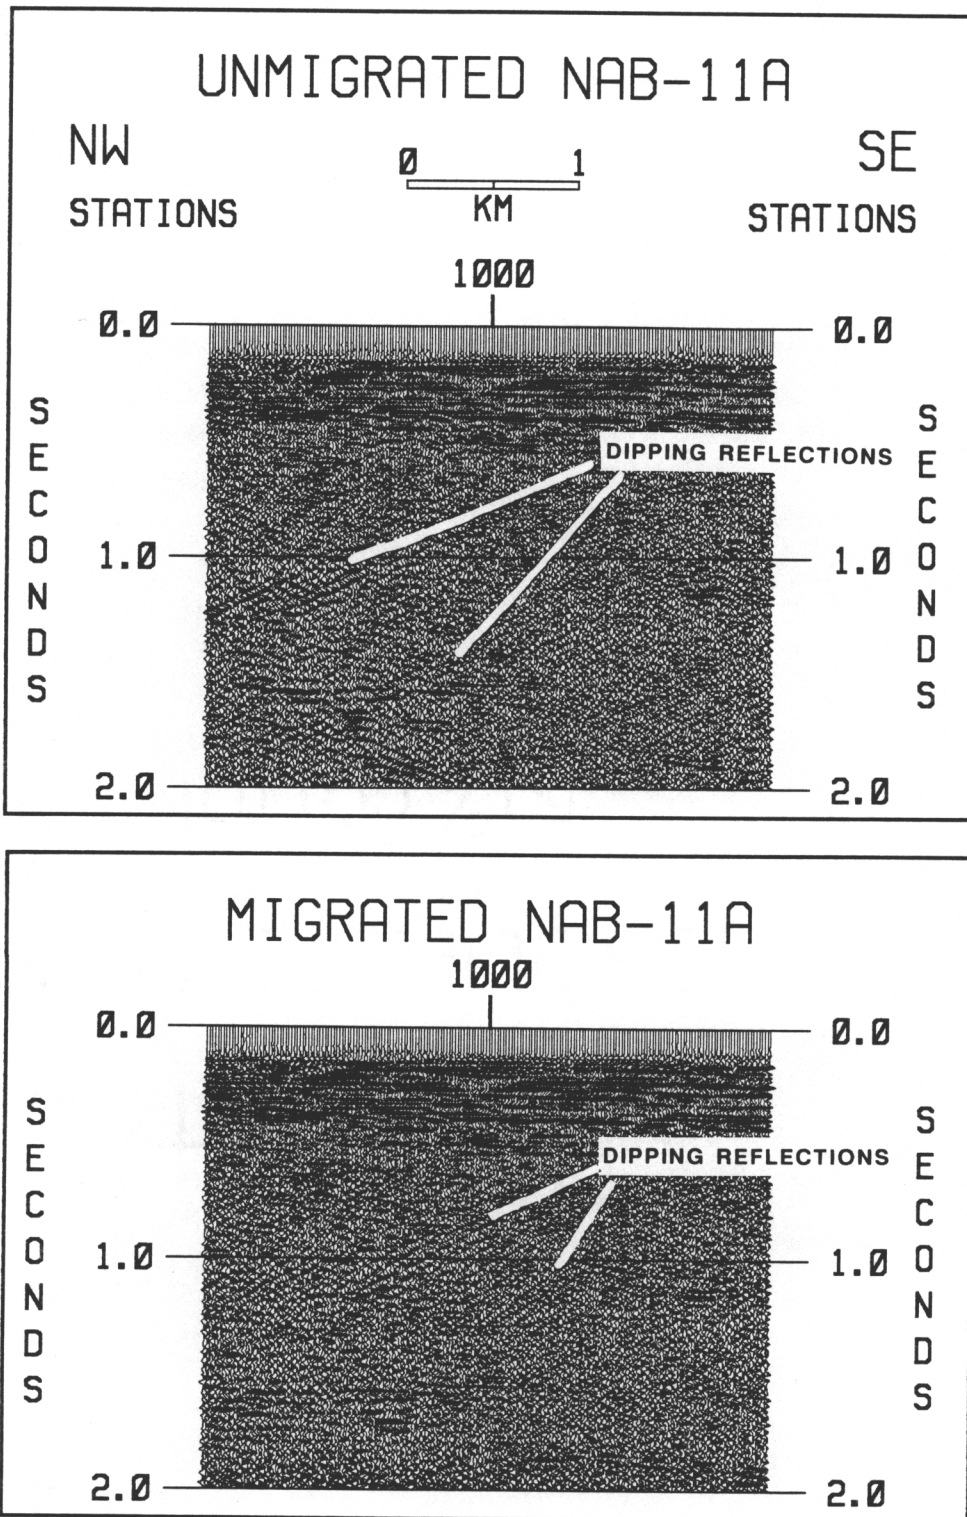 UNMIGRATED NAB-11A
NW
SE
0 1
KM
STATIONS
STATIONS
1000
0.0
0.0
SECONDS
SECONDS
DIPPING REFLECTIONS
1.0
1.0
2.0
2.0
MIGRATED NAB-11A
1000
0.0
0.0
SECONDS
SECONDS
DIPPING REFLECTIONS
1.0
1.0
2.0
2.0